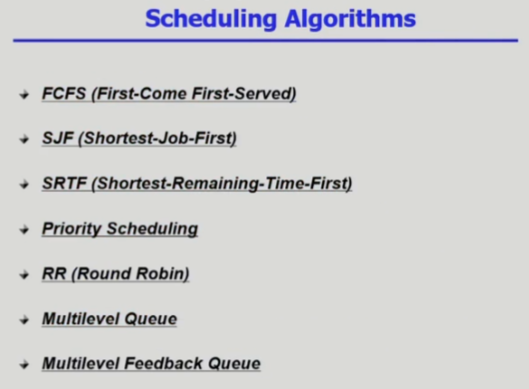 Scheduling Algorithms
FCFS (First-Come First-Served)
SJF (Shortest-Job-First)
SRTF (Shortest-Remaining-Time-First)
Priority Scheduling
RR (Round Robin)
Multilevel Queue
Multilevel Feedback Queue